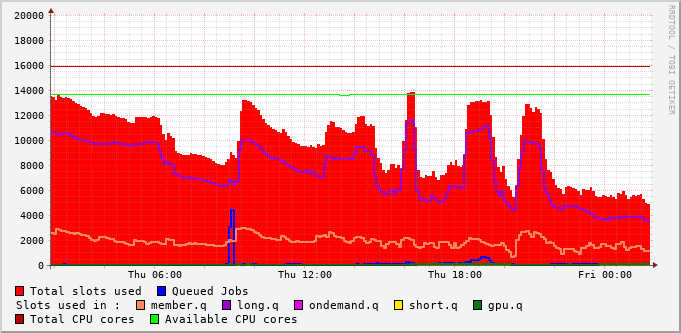 20000
18000
16000
14000
12000
10000
8000
6000
4000
2000
0
Thu 06:00 Thu 12:00 Thu 18:00 Fri 00:00
RRDTOOL / TOBI OETIKER
Total slots used Queued Jobs
Slots used in : member.q long.q ondemand.q short.q gpu.q
Total CPU cores Available CPU cores